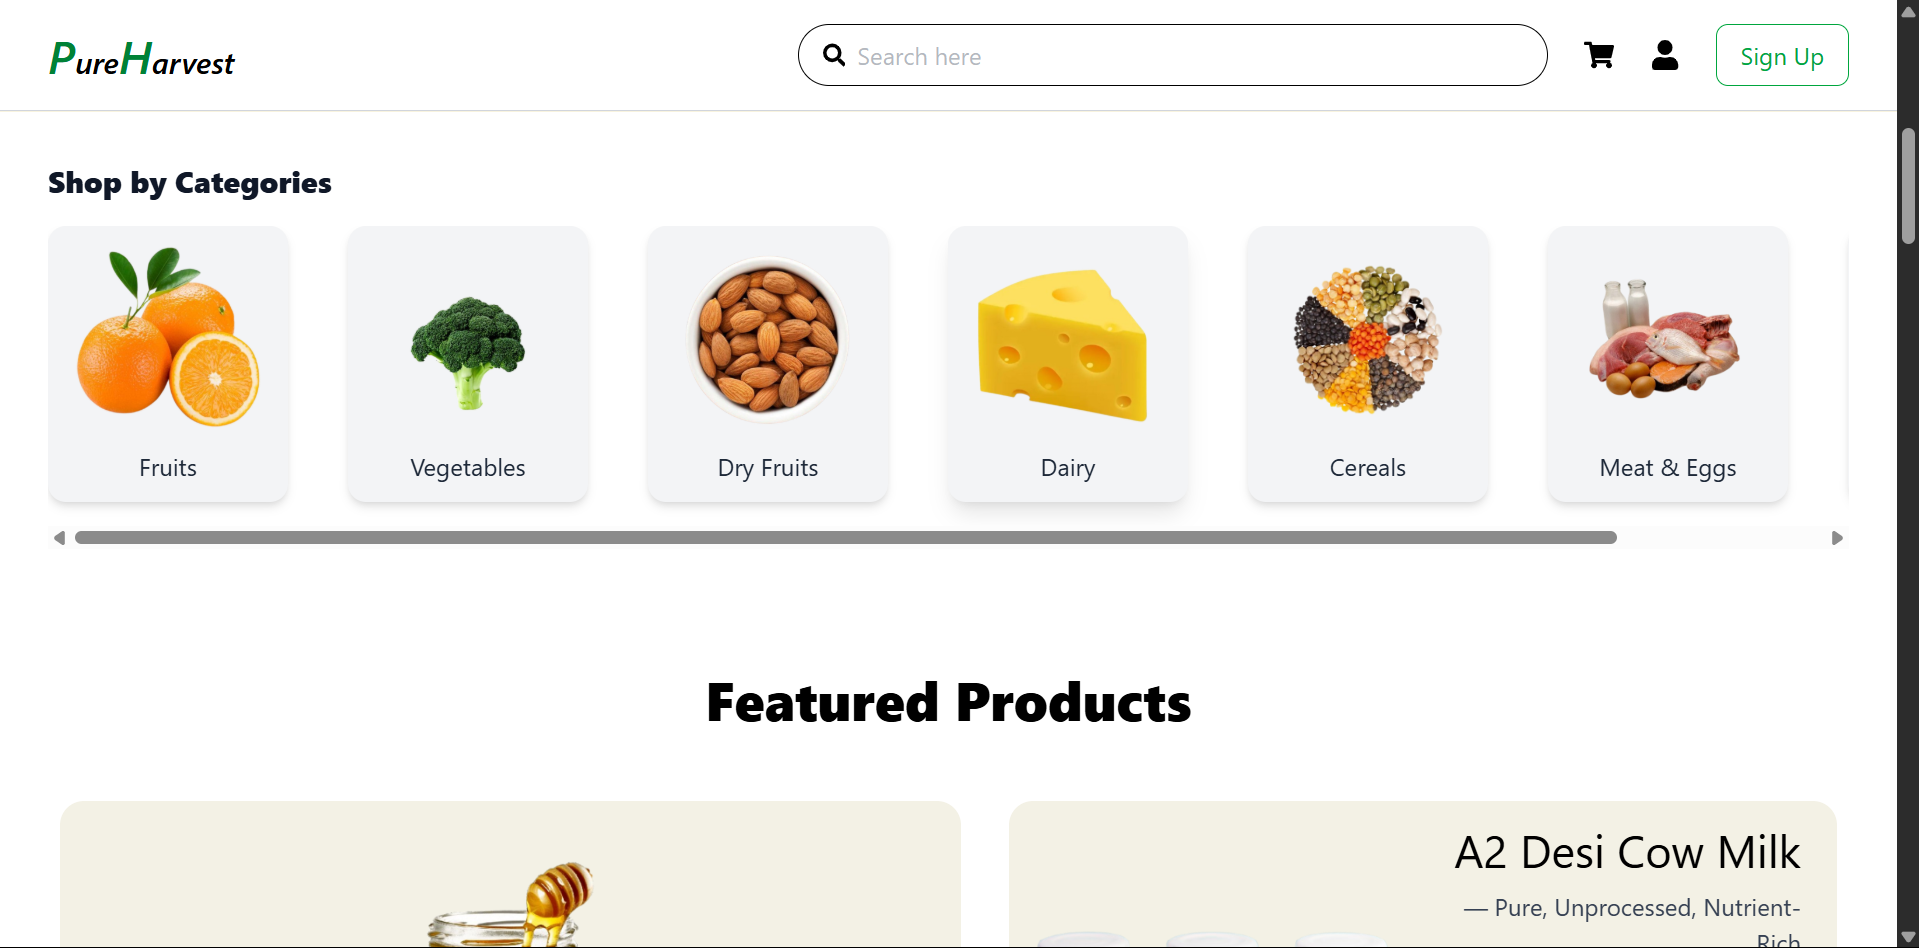 PureHarvest
Search here
Sign Up
Shop by Categories
Fruits
Vegetables
Dry Fruits
Dairy
Cereals
Meat & Eggs
Featured Products
A2 Desi Cow Milk
— Pure, Unprocessed, Nutrient-
Rich